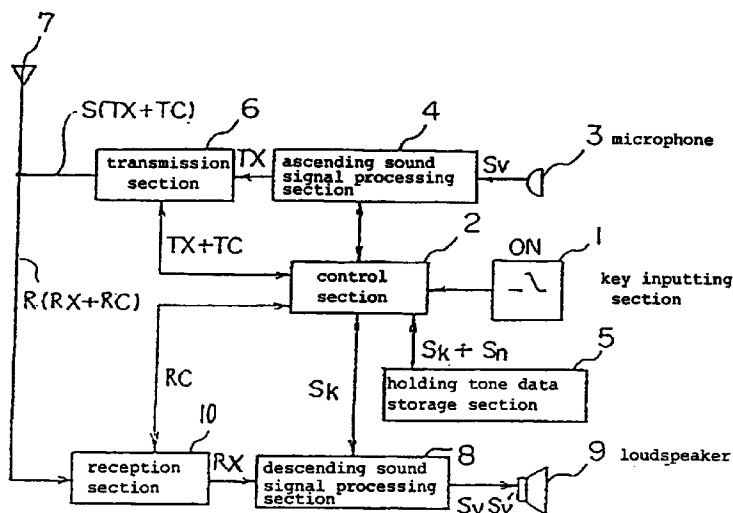 7
S(TX+TC)
6
transmission
section
TX
4
ascending sound
signal processing
section
Sv
3 microphone
TX+TC
2
control
section
ON
1
key inputting
section
R(RX+RC)
RC
Sk
Sk+Sn
5
holding tone data
storage section
10
reception
section
RX
8
descending sound
signal processing
section
Sv Sv'
9 loudspeaker